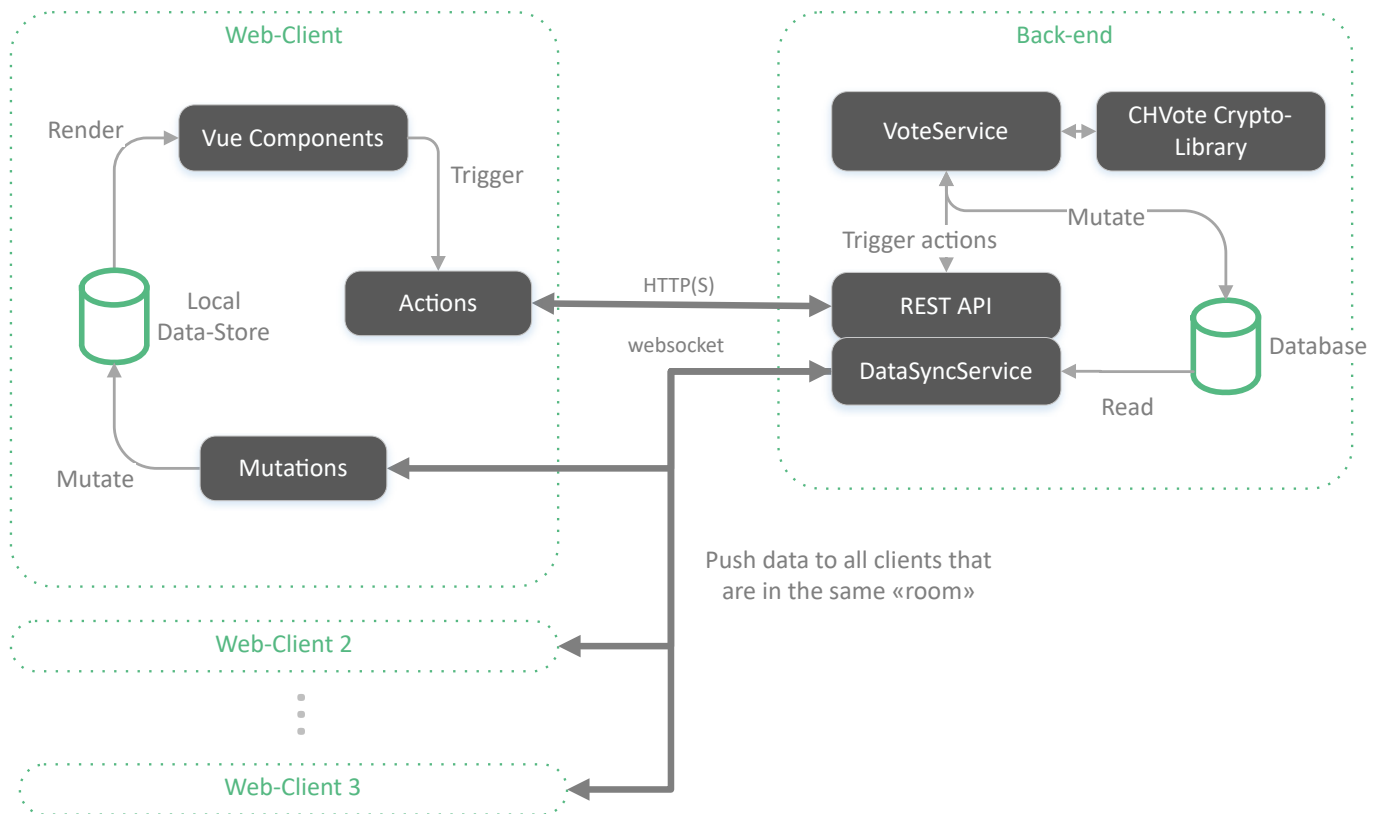 Web-Client
Render
Vue Components
Trigger
Local
Data-Store
Actions
Mutate
Mutations
HTTP(S)
websocket
Back-end
VoteService
CHVote Crypto-
Library
Mutate
Trigger actions
REST API
DataSyncService
Database
Read
Push data to all clients that
are in the same «room»
Web-Client 2
Web-Client 3